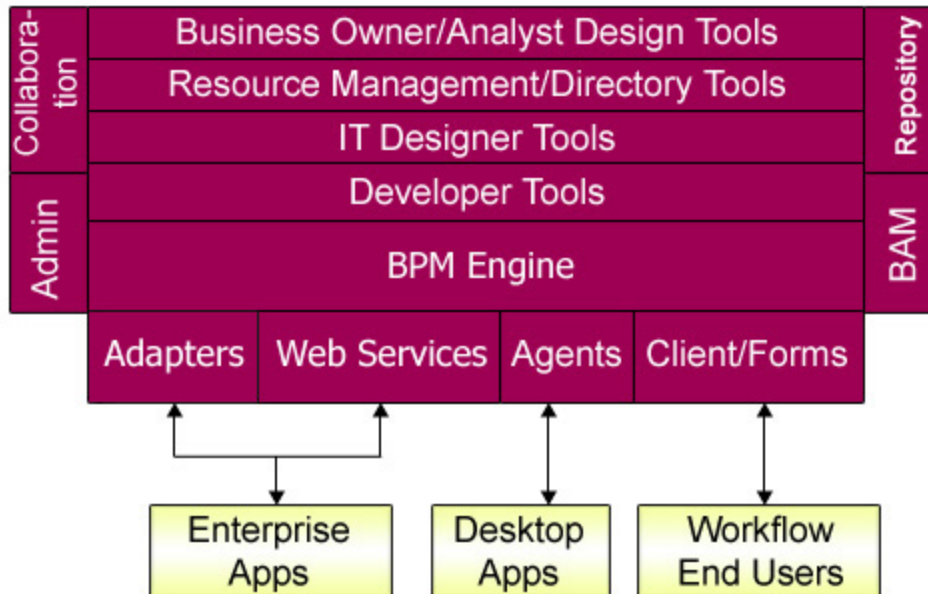 Collabora-
tion
Business Owner/Analyst Design Tools
Repository
Resource Management/Directory Tools
IT Designer Tools
Admin
Developer Tools
BAM
BPM Engine
Adapters
Web Services
Agents
Client/Forms
Enterprise
Apps
Desktop
Apps
Workflow
End Users